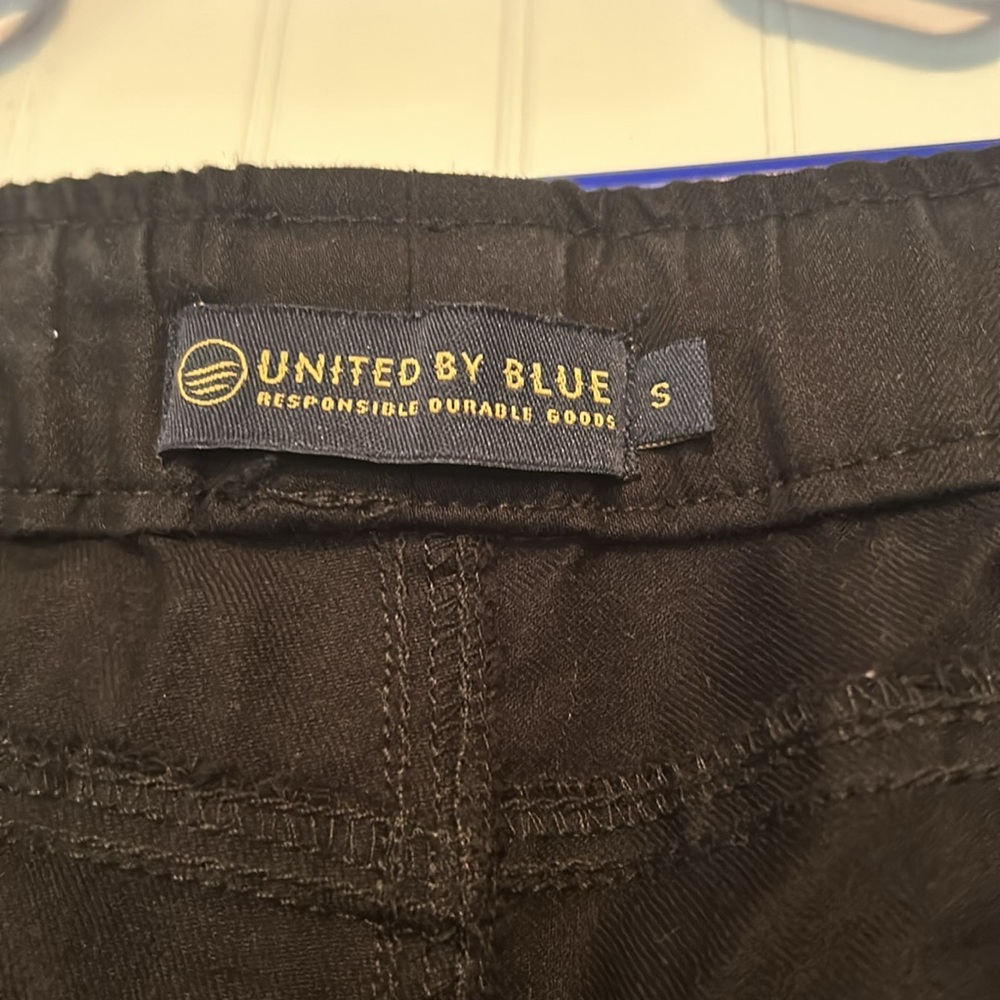 UNITED BY BLUE
RESPONSIBLE DURABLE GOODS
S